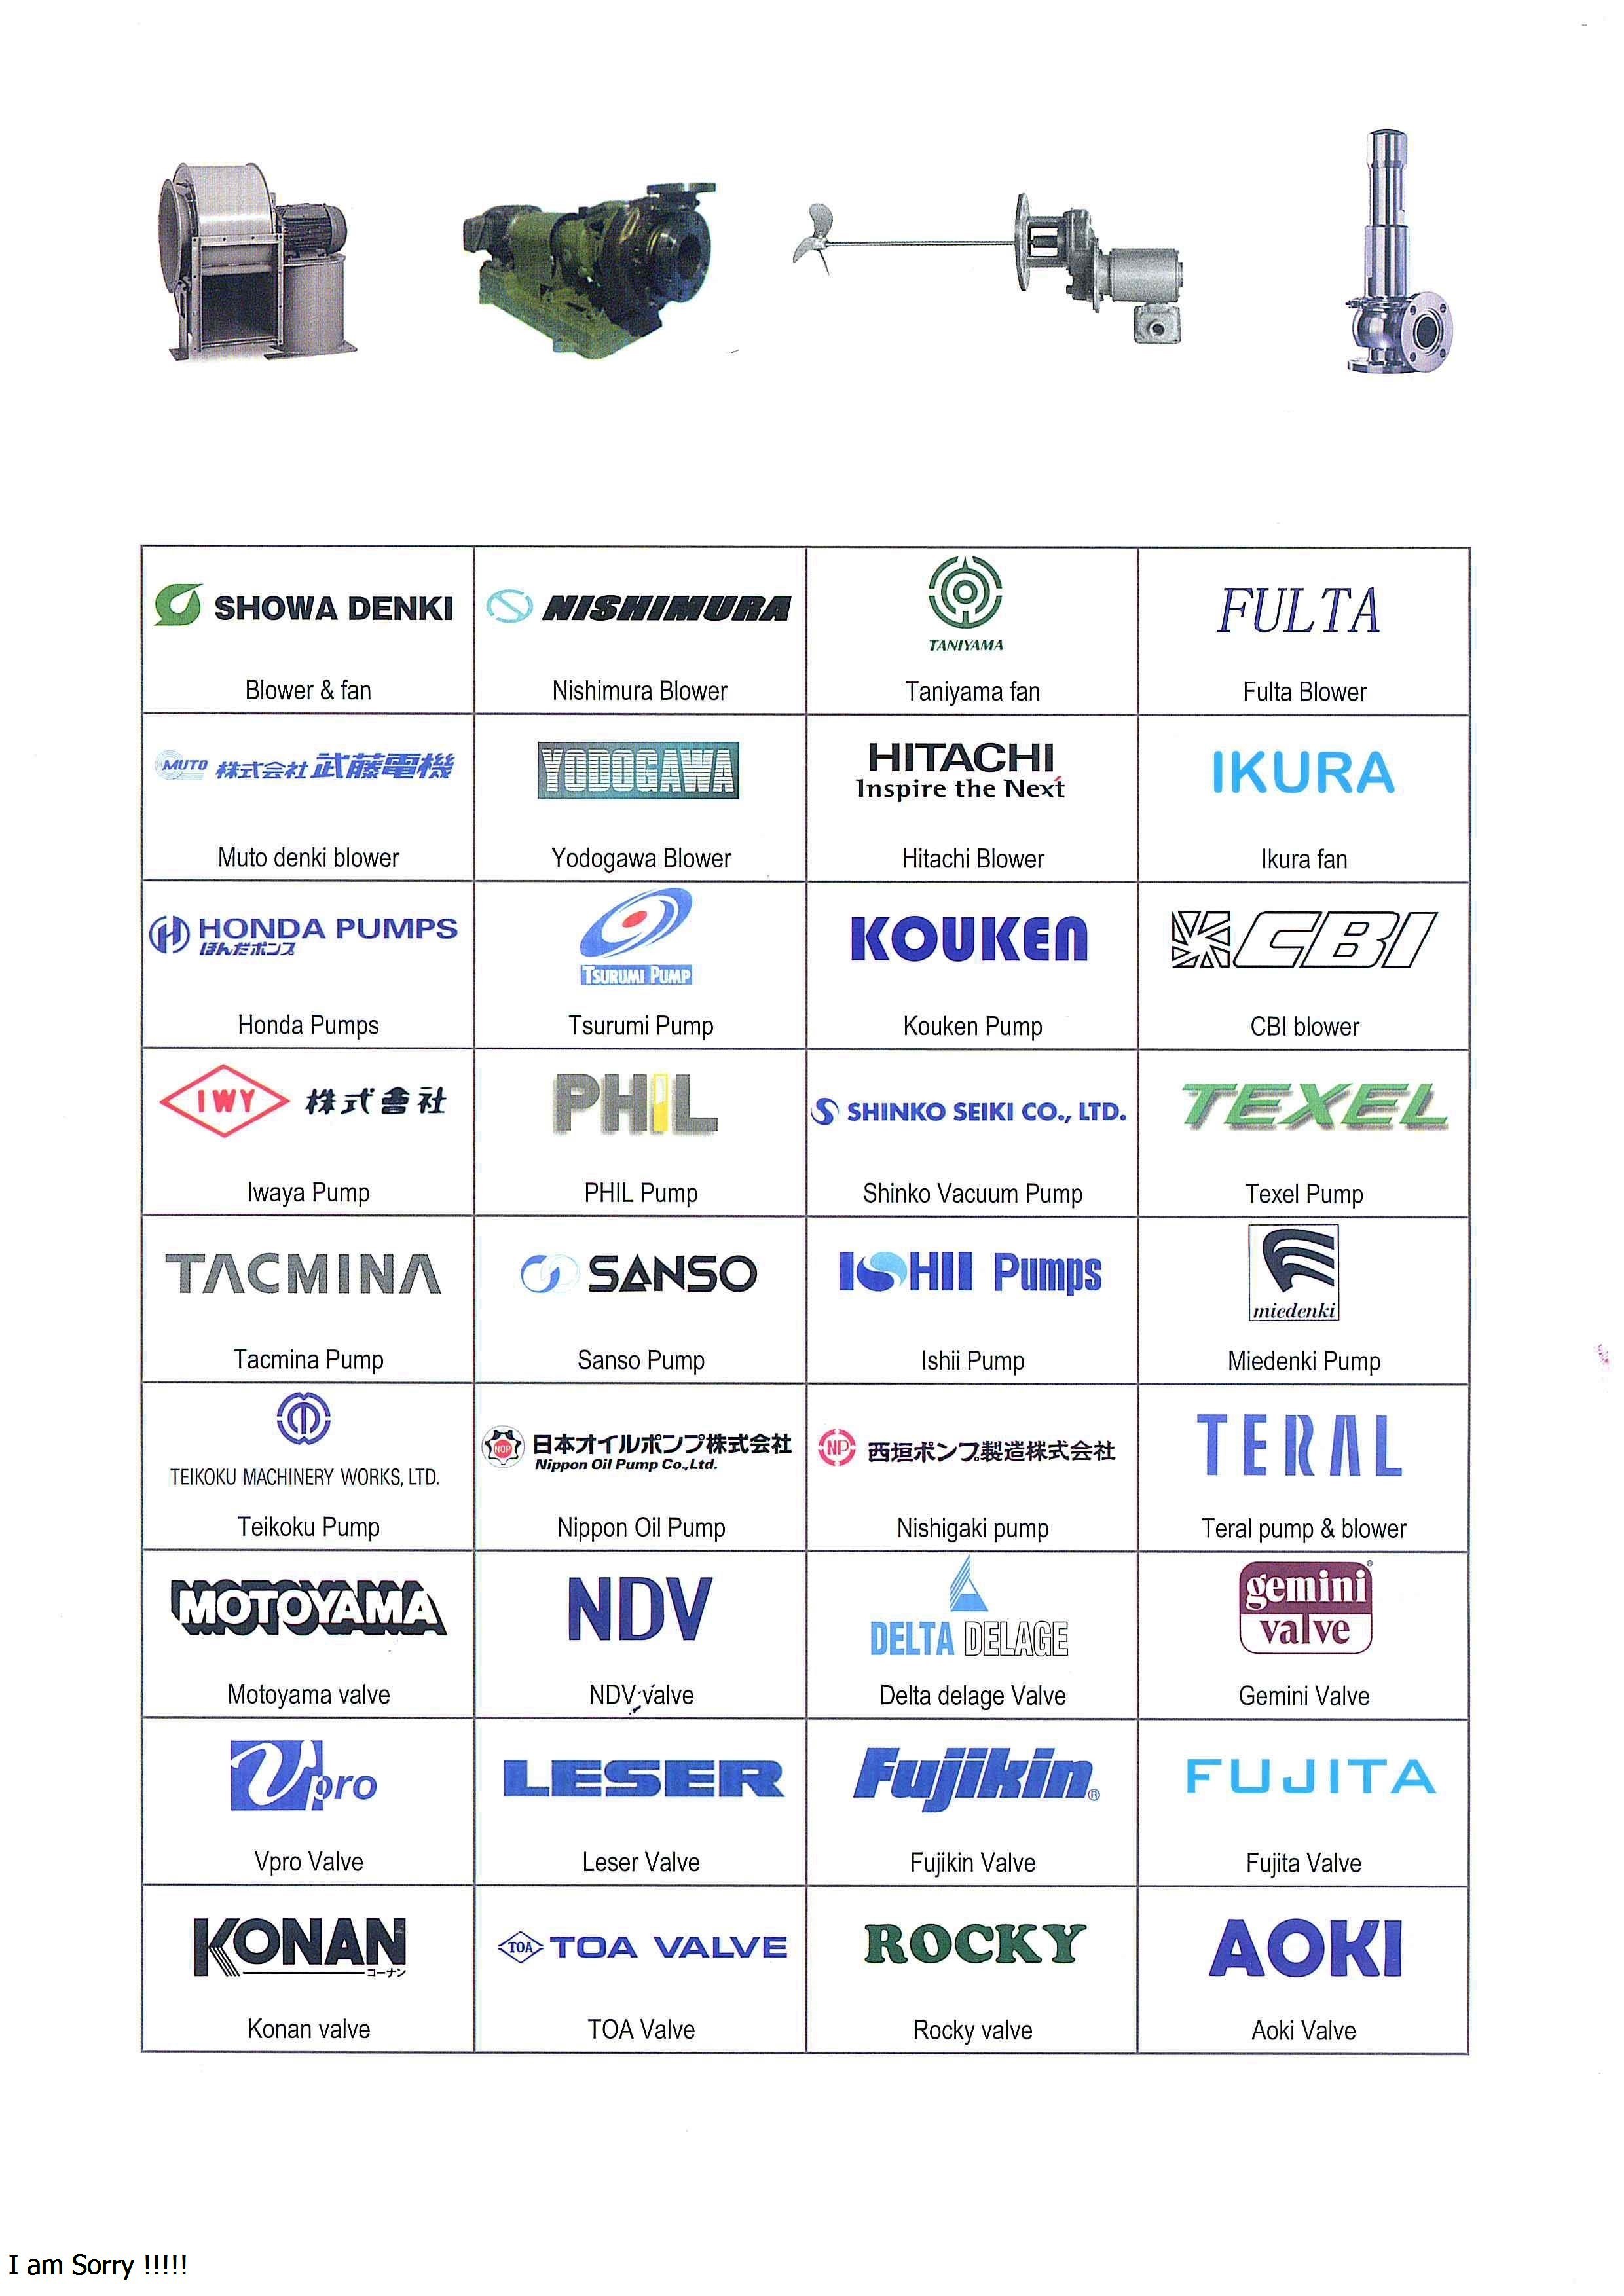 SHOWA DENKI
Blower & fan
NISHIMURA
Nishimura Blower
TANIYAMA
Taniyama fan
FULTA
Fulta Blower
MUTO 株式会社 武藤電機
Muto denki blower
YODOGAWA
Yodogawa Blower
HITACHI
Inspire the Next
Hitachi Blower
IKURA
Ikura fan
HONDA PUMPS
ほんだポンプ
Honda Pumps
TSURUMI PUMP
Tsurumi Pump
KOUKEN
Kouken Pump
CBI
CBI blower
IWY 株式會社
Iwaya Pump
PHIL
PHIL Pump
SHINKO SEIKI CO., LTD.
Shinko Vacuum Pump
TEXEL
Texel Pump
TACMINA
Tacmina Pump
SANSO
Sanso Pump
ISHII Pumps
Ishii Pump
miedenki
Miedenki Pump
TEIKOKU MACHINERY WORKS, LTD.
Teikoku Pump
NOP 日本オイルポンプ株式会社
Nippon Oil Pump Co.,Ltd.
Nippon Oil Pump
NP 西垣ポンプ製造株式会社
Nishigaki pump
TERAL
Teral pump & blower
MOTOYAMA
Motoyama valve
NDV
NDV valve
DELTA DELAGE
Delta delage Valve
gemini®
valve
Gemini Valve
Vpro
Vpro Valve
LESER
Leser Valve
Fujikin®
Fujikin Valve
FUJITA
Fujita Valve
KONAN
コーナン
Konan valve
TOA TOA VALVE
TOA Valve
ROCKY
Rocky valve
AOKI
Aoki Valve
I am Sorry !!!!!